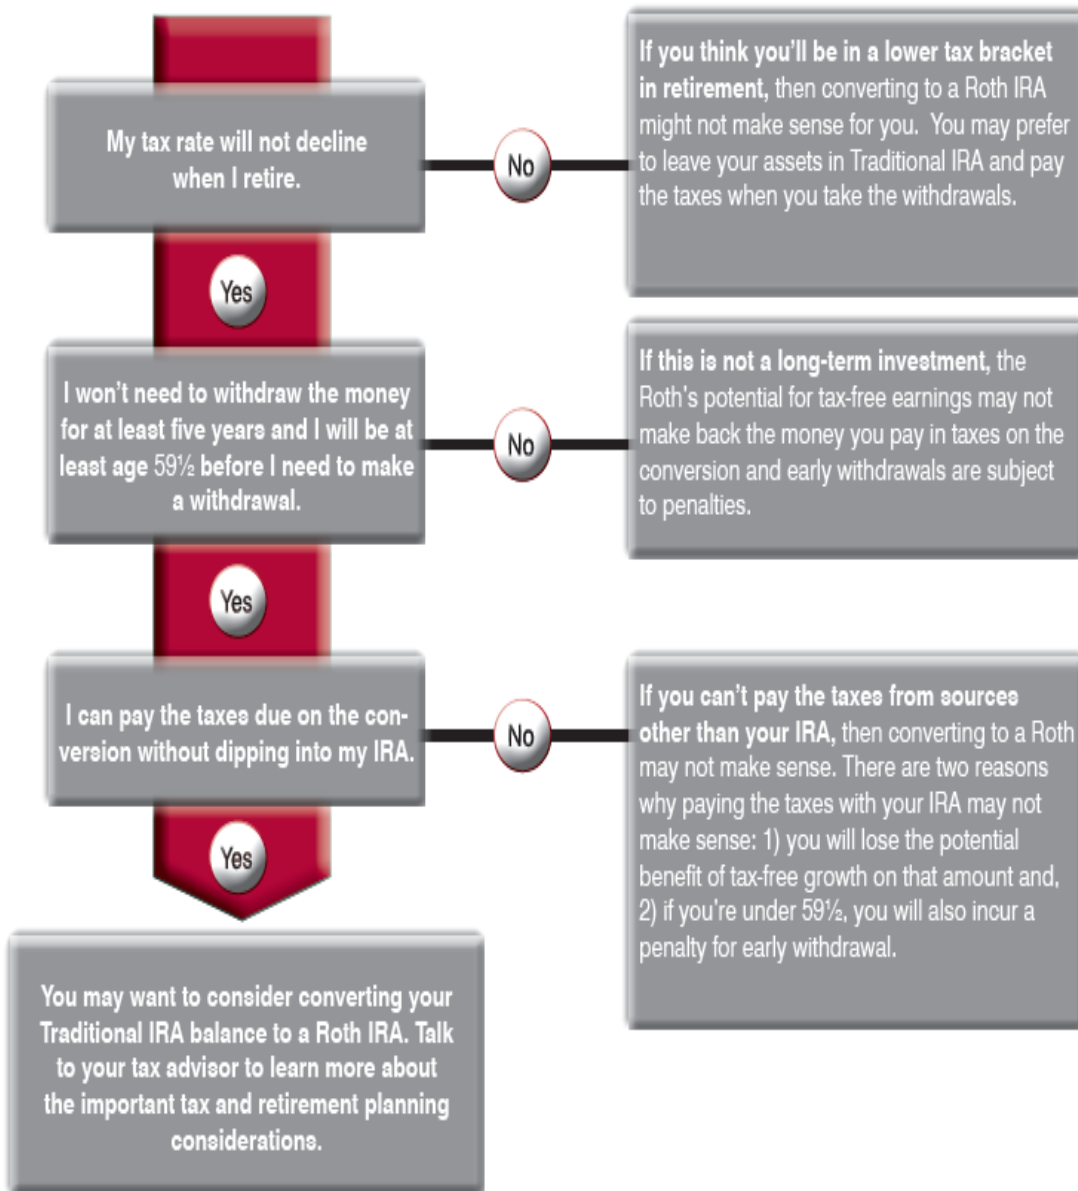 My tax rate will not decline
when I retire.
No
If you think you'll be in a lower tax bracket
in retirement, then converting to a Roth IRA
might not make sense for you. You may prefer
to leave your assets in Traditional IRA and pay
the taxes when you take the withdrawals.
Yes
I won't need to withdraw the money
for at least five years and I will be at
least age 59½ before I need to make
a withdrawal.
No
If this is not a long-term investment, the
Roth's potential for tax-free earnings may not
make back the money you pay in taxes on the
conversion and early withdrawals are subject
to penalties.
Yes
I can pay the taxes due on the con-
version without dipping into my IRA.
No
If you can't pay the taxes from sources
other than your IRA, then converting to a Roth
may not make sense. There are two reasons
why paying the taxes with your IRA may not
make sense: 1) you will lose the potential
benefit of tax-free growth on that amount and,
2) if you're under 59½, you will also incur a
penalty for early withdrawal.
Yes
You may want to consider converting your
Traditional IRA balance to a Roth IRA. Talk
to your tax advisor to learn more about
the important tax and retirement planning
considerations.